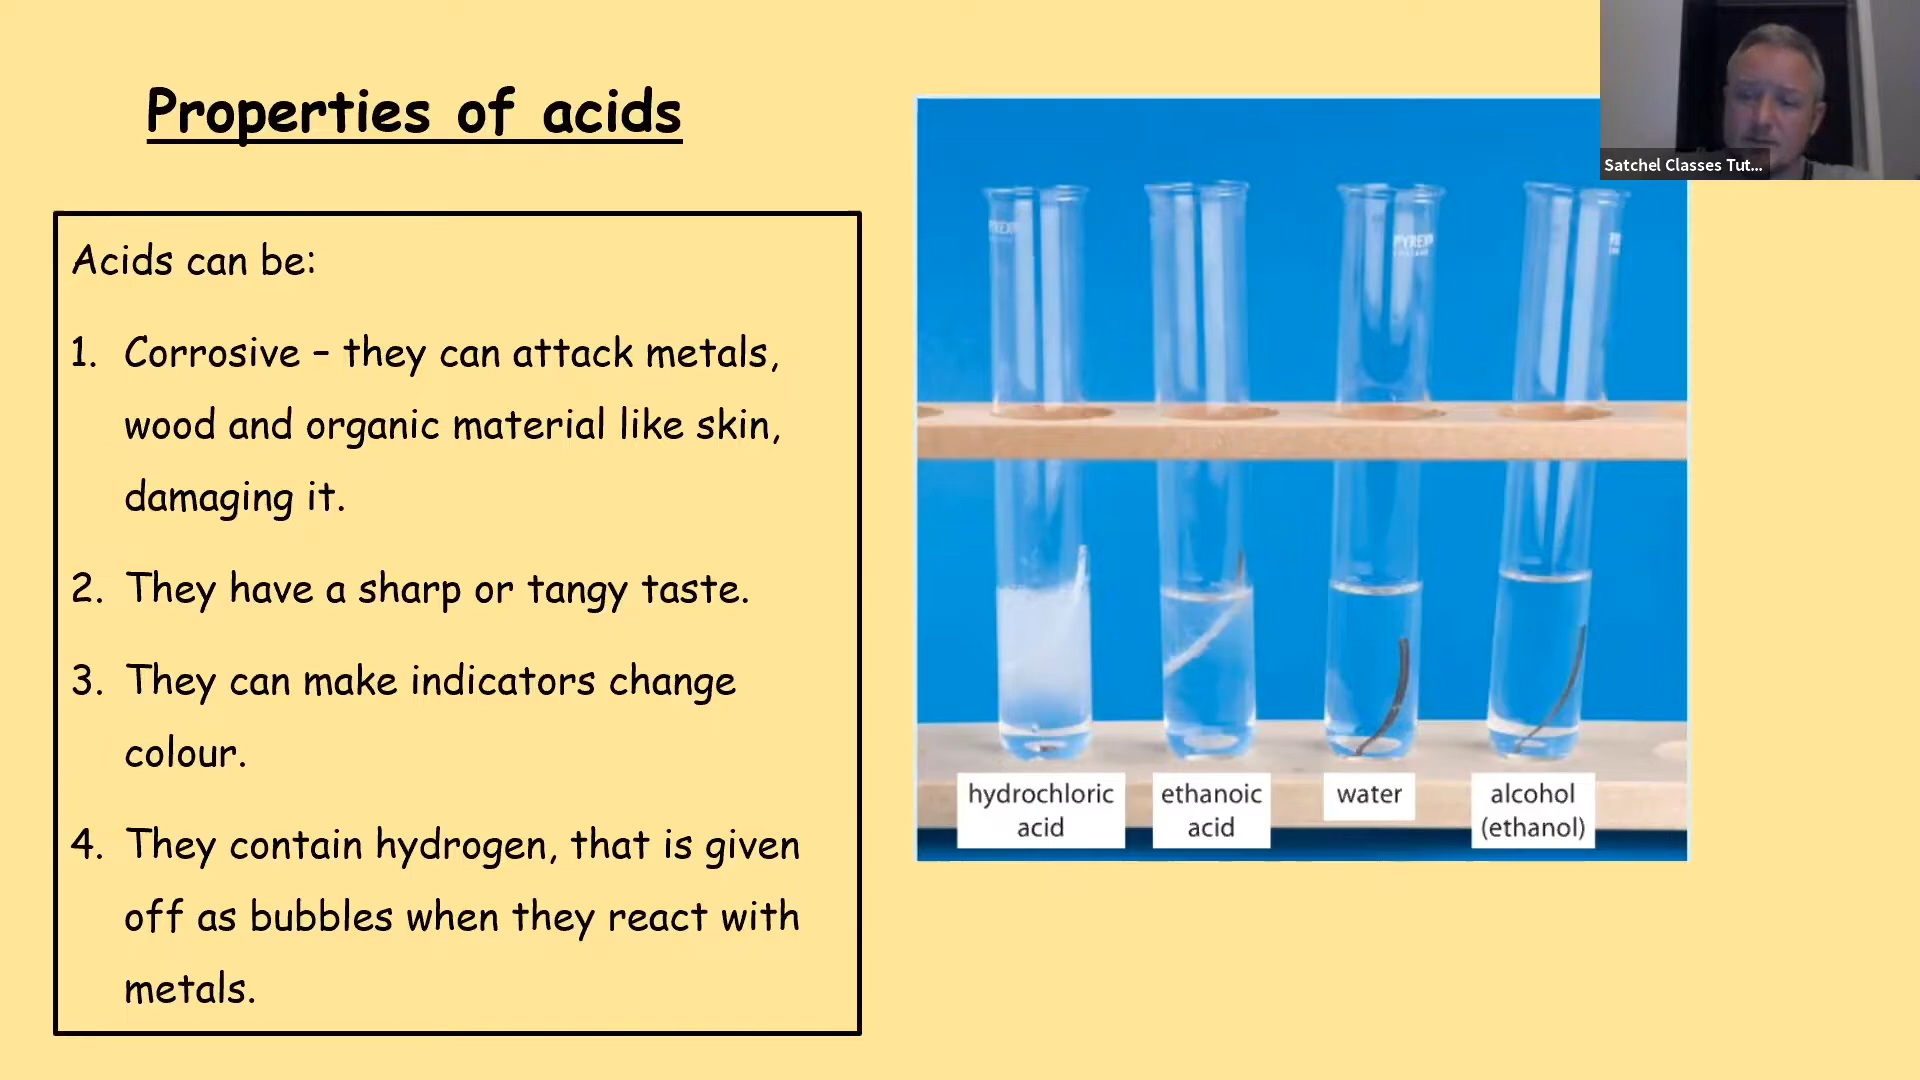 Properties of acids
Acids can be:
1. Corrosive – they can attack metals,
wood and organic material like skin,
damaging it.
2. They have a sharp or tangy taste.
3. They can make indicators change
colour.
4. They contain hydrogen, that is given
off as bubbles when they react with
metals.
Satchel Classes Tut...
PYREX
hydrochloric
acid
ethanoic
acid
water
alcohol
(ethanol)